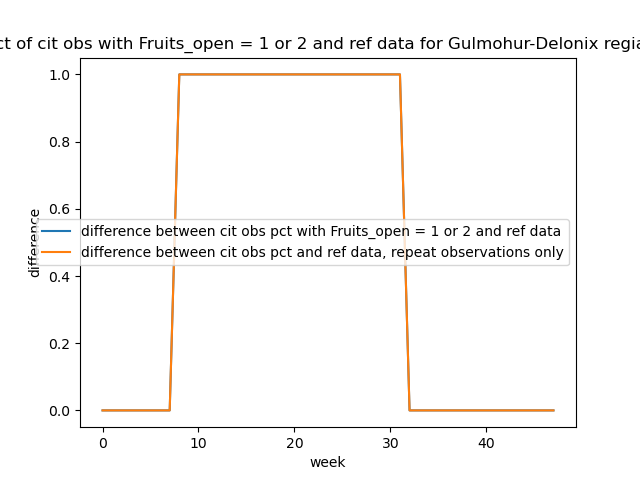 ct of cit obs with Fruits_open = 1 or 2 and ref data for Gulmohur-Delonix regia
1.0
0.8
0.6
0.4
0.2
0.0
difference
difference between cit obs pct with Fruits_open = 1 or 2 and ref data
difference between cit obs pct and ref data, repeat observations only
0 10 20 30 40
week